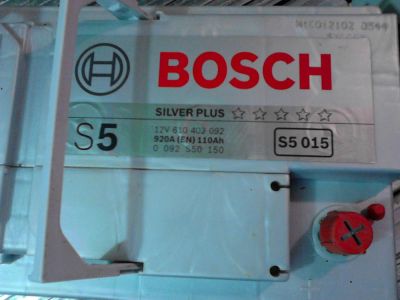 BOSCH
SILVER PLUS
S5
12V 610 402 092
920A (EN) 110Ah
0 092 S50 150
S5 015